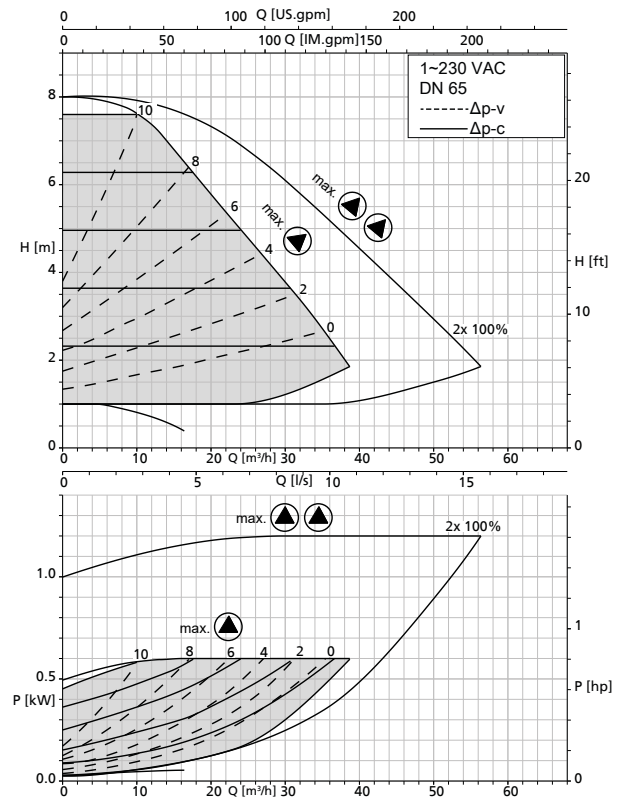 100 Q [US.gpm] 200
0 50 100 Q [IM.gpm] 150 200
1~230 VAC
DN 65
Δp-v
Δp-c
8
10
8
20
max.
6
6
max.
H [m]
4
H [ft]
4
2
10
0
2x 100%
2
0
0
0 10 20 Q [m³/h] 30 40 50 60
0 5 Q [l/s] 10 15
max.
2x 100%
1.0
max.
1
10 8 6 4 2 0
0.5
P [kW]
P [hp]
0.0
0
0 10 20 Q [m³/h] 30 40 50 60